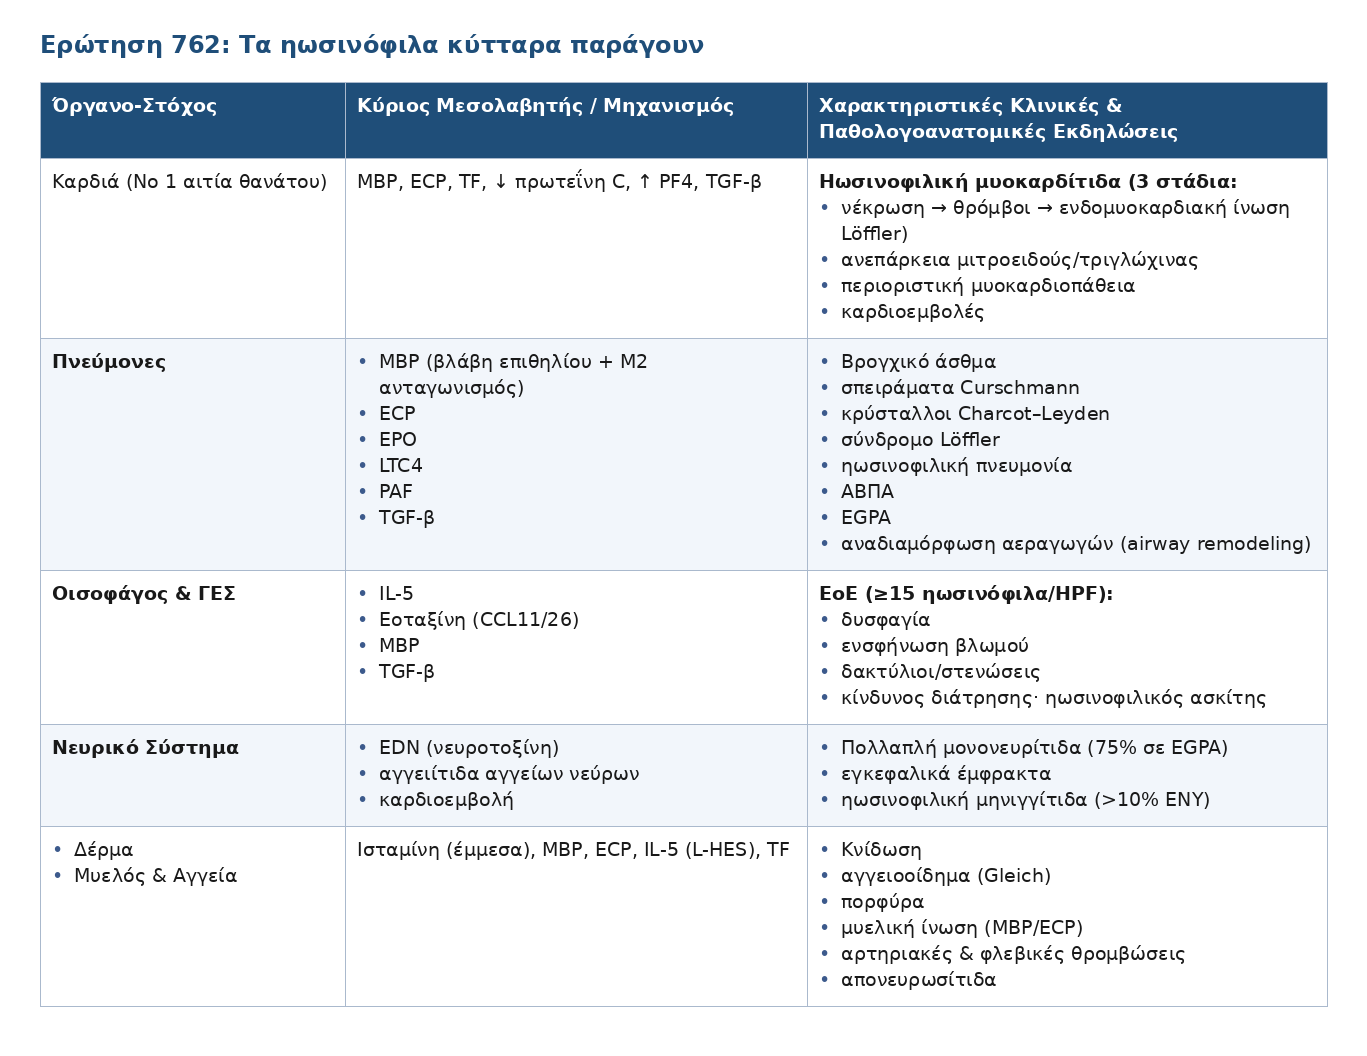 Ερώτηση 762: Τα ηωσινόφιλα κύτταρα παράγουν
Όργανο-Στόχος
Κύριος Μεσολαβητής / Μηχανισμός
Χαρακτηριστικές Κλινικές &
Παθολογοανατομικές Εκδηλώσεις
Καρδιά (Νο 1 αιτία θανάτου)
MBP, ECP, TF, ↓ πρωτεΐνη C, ↑ PF4, TGF-β
Ηωσινοφιλική μυοκαρδίτιδα (3 στάδια:
• νέκρωση → θρόμβοι → ενδομυοκαρδιακή ίνωση
Löffler)
• ανεπάρκεια μιτροειδούς/τριγλώχινας
• περιοριστική μυοκαρδιοπάθεια
• καρδιοεμβολές
Πνεύμονες
• MBP (βλάβη επιθηλίου + M2
ανταγωνισμός)
• ECP
• EPO
• LTC4
• PAF
• TGF-β
• Βρογχικό άσθμα
• σπειράματα Curschmann
• κρύσταλλοι Charcot–Leyden
• σύνδρομο Löffler
• ηωσινοφιλική πνευμονία
• ΑΒΠΑ
• EGPA
• αναδιαμόρφωση αεραγωγών (airway remodeling)
Οισοφάγος & ΓΕΣ
• IL-5
• Εοταξίνη (CCL11/26)
• MBP
• TGF-β
EoE (≥15 ηωσινόφιλα/HPF):
• δυσφαγία
• ενσφήνωση βλωμού
• δακτύλιοι/στενώσεις
• κίνδυνος διάτρησης· ηωσινοφιλικός ασκίτης
Νευρικό Σύστημα
• EDN (νευροτοξίνη)
• αγγειίτιδα αγγείων νεύρων
• καρδιοεμβολή
• Πολλαπλή μονονευρίτιδα (75% σε EGPA)
• εγκεφαλικά έμφρακτα
• ηωσινοφιλική μηνιγγίτιδα (>10% ΕΝΥ)
• Δέρμα
• Μυελός & Αγγεία
Ισταμίνη (έμμεσα), MBP, ECP, IL-5 (L-HES), TF
• Κνίδωση
• αγγειοοίδημα (Gleich)
• πορφύρα
• μυελική ίνωση (MBP/ECP)
• αρτηριακές & φλεβικές θρομβώσεις
• απονευρωσίτιδα